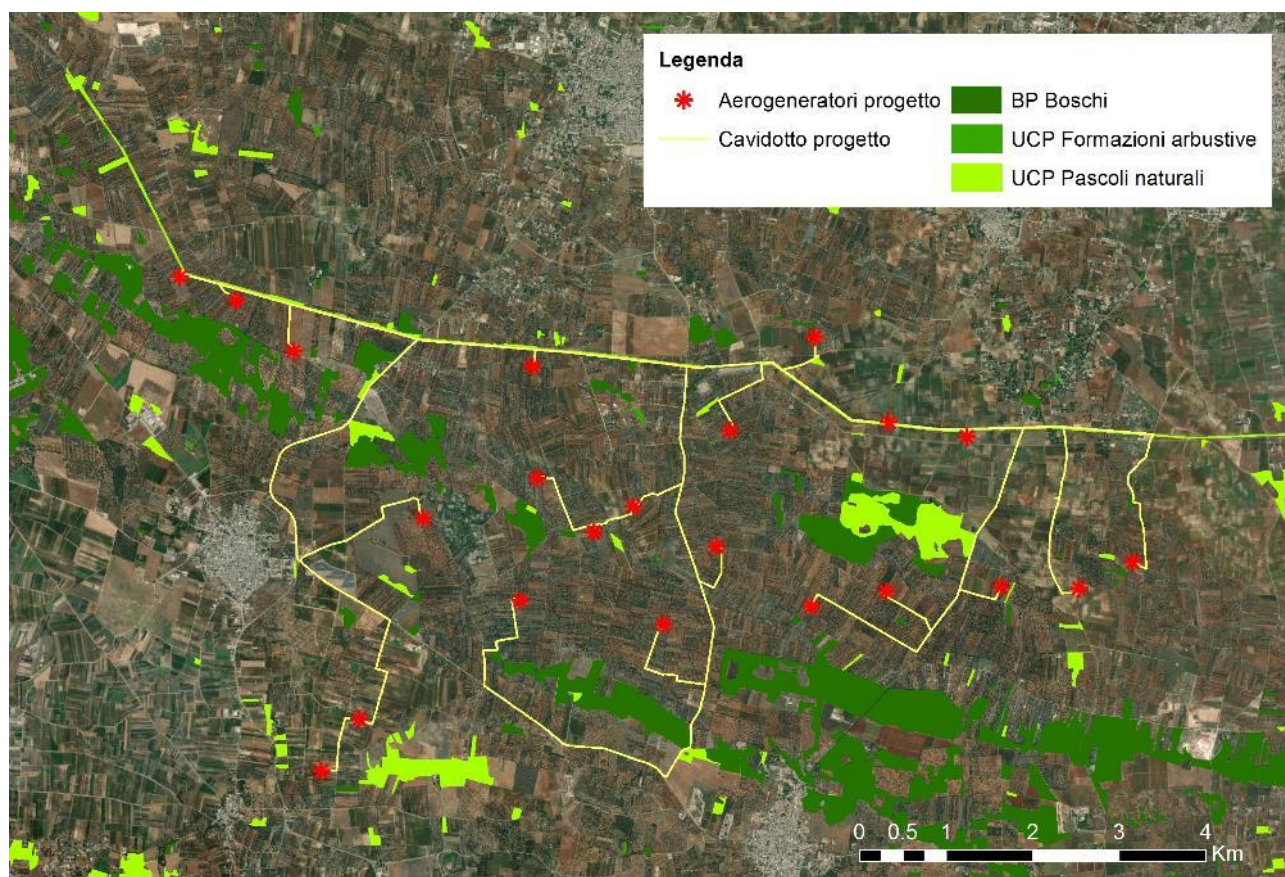 Legenda
Aerogeneratori progetto
Cavidotto progetto
BP Boschi
UCP Formazioni arbustive
UCP Pascoli naturali
0 0.5 1 2 3 4
Km